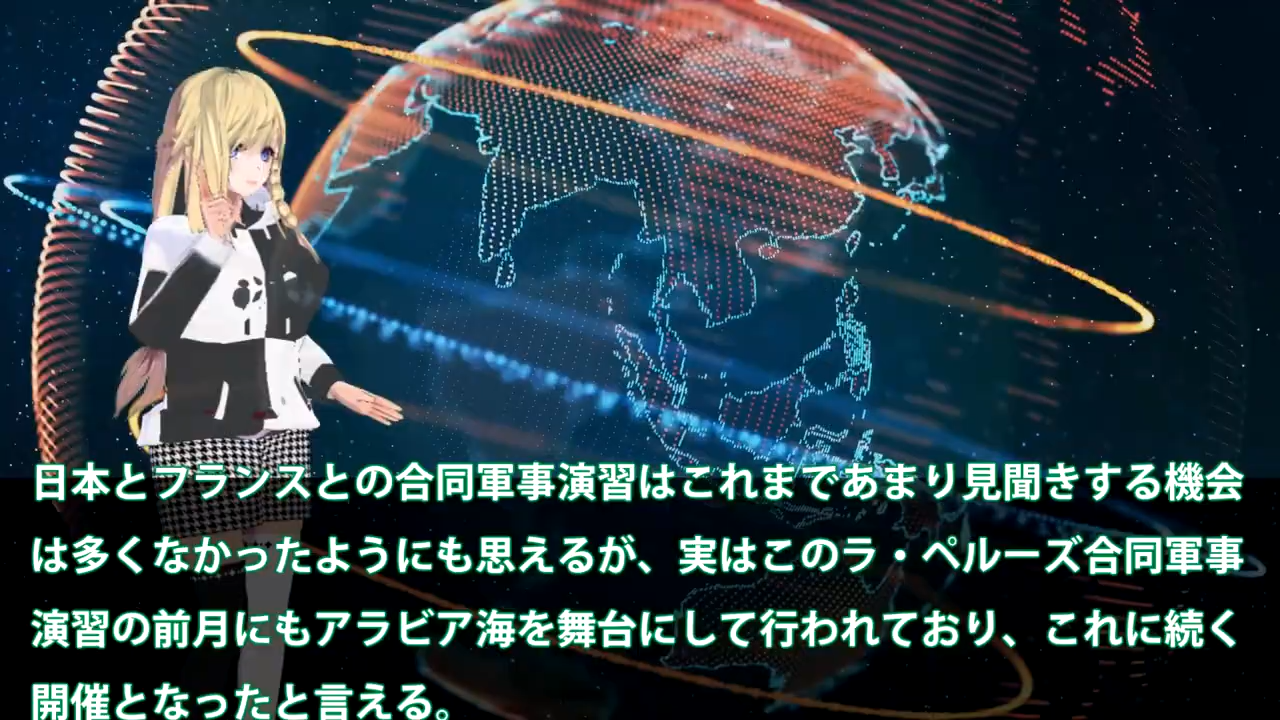 日本とフランスとの合同軍事演習はこれまであまり見聞きする機会
は多くなかったようにも思えるが、実はこのラ・ペルーズ合同軍事
演習の前月にもアラビア海を舞台にして行われており、これに続く
開催となったと言える。